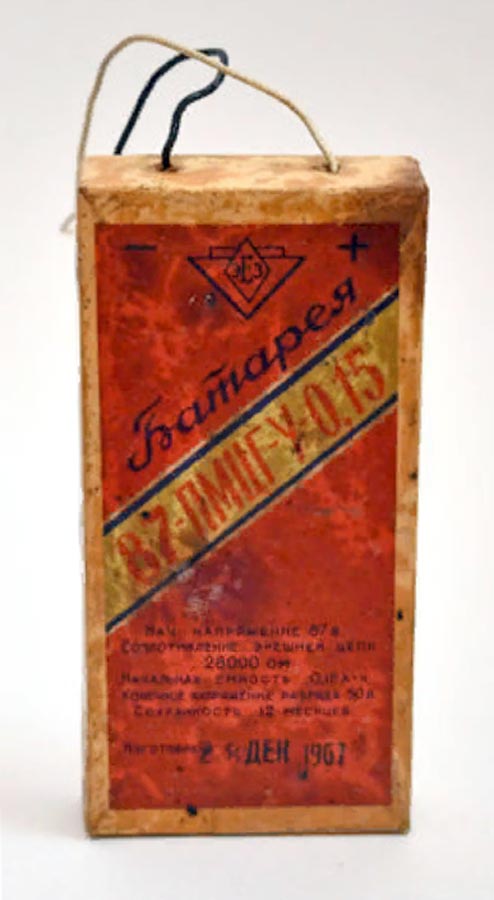 − +
ЭСЗ
Батарея
87-ПМЦГ-У-0,15
НАЧ. НАПРЯЖЕНИЕ 87 В.
СОПРОТИВЛЕНИЕ ВНЕШНЕЙ ЦЕПИ
28000 ОМ
НАЧАЛЬНАЯ ЕМКОСТЬ 0,15 А-Ч
КОНЕЧНОЕ НАПРЯЖЕНИЕ РАЗРЯДА 50 В
СОХРАННОСТЬ 12 МЕСЯЦЕВ
ИЗГОТОВЛЕНА ДЕК 1967